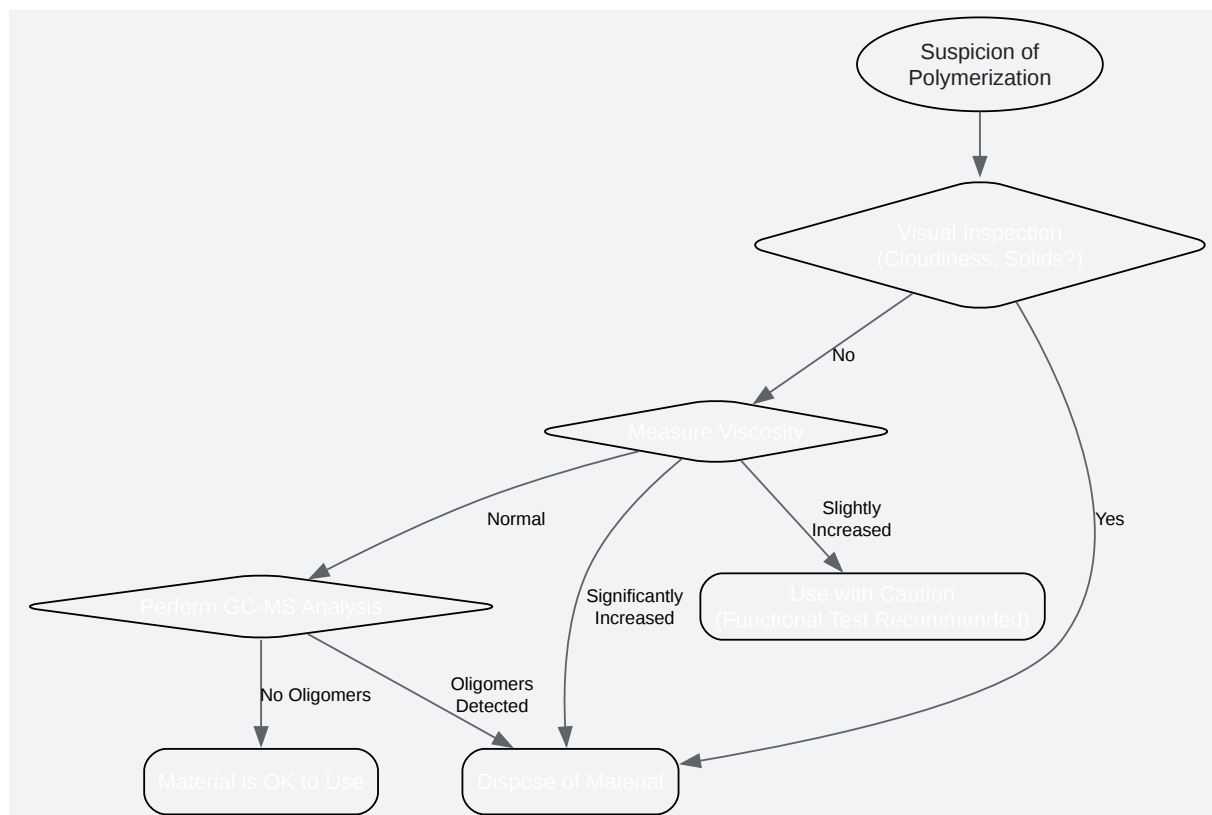 Suspicion of
Polymerization
Visual Inspection
(Cloudiness, Solids?)
No
Yes
Measure Viscosity
Normal
Significantly
Increased
Slightly
Increased
Use with Caution
(Functional Test Recommended)
Perform GC-MS Analysis
No Oligomers
Oligomers
Detected
Material is OK to Use
Dispose of Material